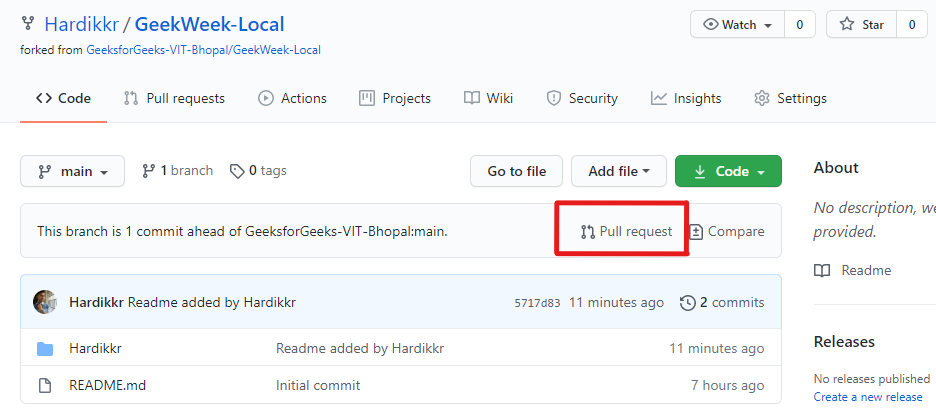 Hardikkr / GeekWeek-Local Watch 0 Star 0
forked from GeeksforGeeks-VIT-Bhopal/GeekWeek-Local
Code Pull requests Actions Projects Wiki Security Insights Settings
main 1 branch 0 tags Go to file Add file Code
This branch is 1 commit ahead of GeeksforGeeks-VIT-Bhopal:main. Pull request Compare
Hardikkr Readme added by Hardikkr 5717d83 11 minutes ago 2 commits
Hardikkr Readme added by Hardikkr 11 minutes ago
README.md Initial commit 7 hours ago
About
No description, we
provided.
Readme
Releases
No releases published
Create a new release